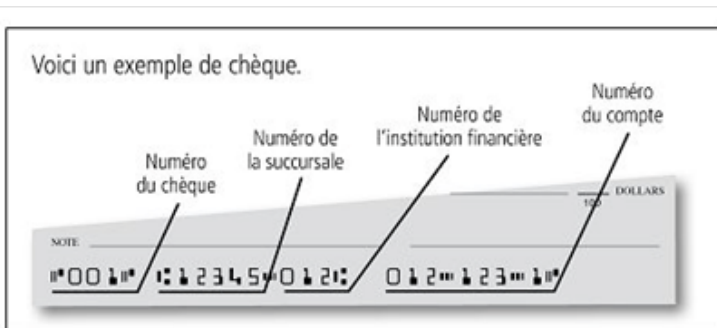 Voici un exemple de chèque.
Numéro
du compte
Numéro de
l'institution financière
Numéro de
la succursale
Numéro
du chèque
DOLLARS
100
NOTE
⑈001⑈ ⑆12345⑉012⑆ 012⑉123⑉1⑈